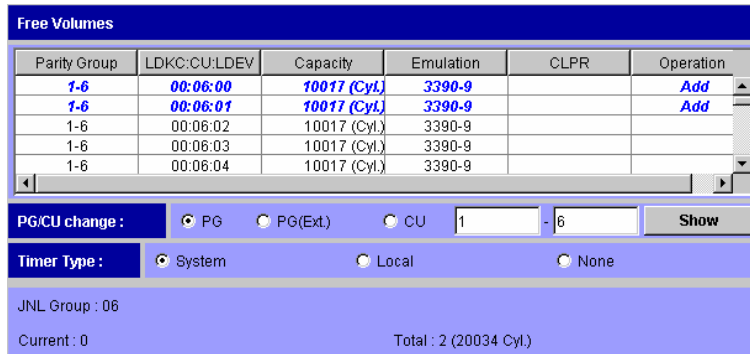 Free Volumes
Parity Group LDKC:CU:LDEV Capacity Emulation CLPR Operation
1-6 00:06:00 10017 (Cyl.) 3390-9 Add
1-6 00:06:01 10017 (Cyl.) 3390-9 Add
1-6 00:06:02 10017 (Cyl.) 3390-9
1-6 00:06:03 10017 (Cyl.) 3390-9
1-6 00:06:04 10017 (Cyl.) 3390-9
PG/CU change : PG PG(Ext.) CU 1 - 6 Show
Timer Type : System Local None
JNL Group : 06
Current : 0 Total : 2 (20034 Cyl.)